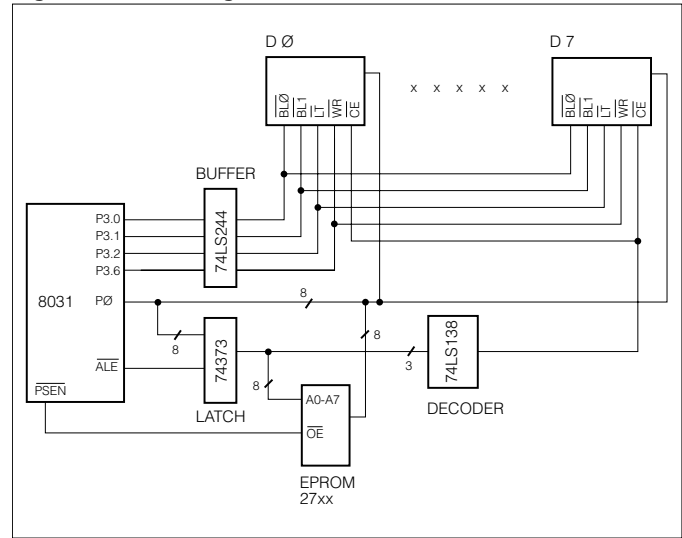 D Ø
D 7
x x x x x
BLØ
BL1
LT
WR
CE
BLØ
BL1
LT
WR
CE
BUFFER
74LS244
P3.0
P3.1
P3.2
P3.6
8031
PØ
8
8
8
74373
ALE
3
74LS138
PSEN
8
A0-A7
LATCH
DECODER
OE
EPROM
27xx